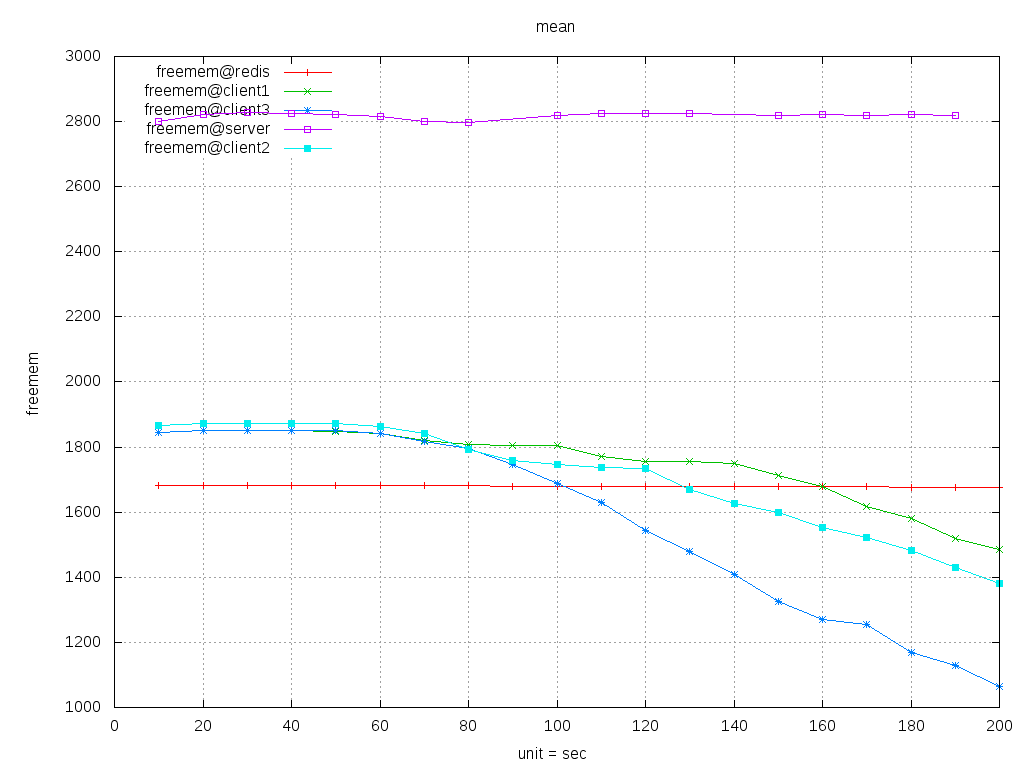 mean
3000
2800
2600
2400
2200
2000
1800
1600
1400
1200
1000
freemem
freemem@redis
freemem@client1
freemem@client3
freemem@server
freemem@client2
0 20 40 60 80 100 120 140 160 180 200
unit = sec